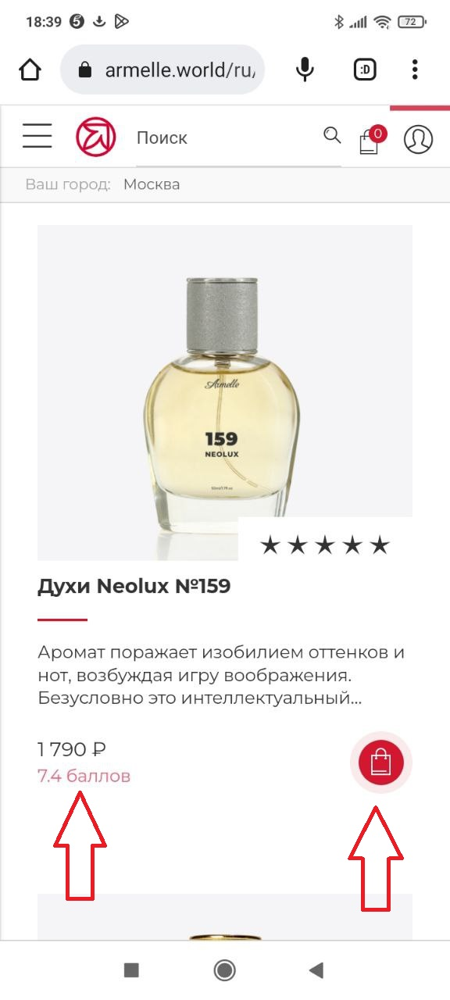 18:39
72
armelle.world/ru/
:D
Поиск
0
Ваш город: Москва
Armelle
159
NEOLUX
50ml/1.7fl oz
Духи Neolux №159
Аромат поражает изобилием оттенков и
нот, возбуждая игру воображения.
Безусловно это интеллектуальный...
1 790 ₽
7.4 баллов